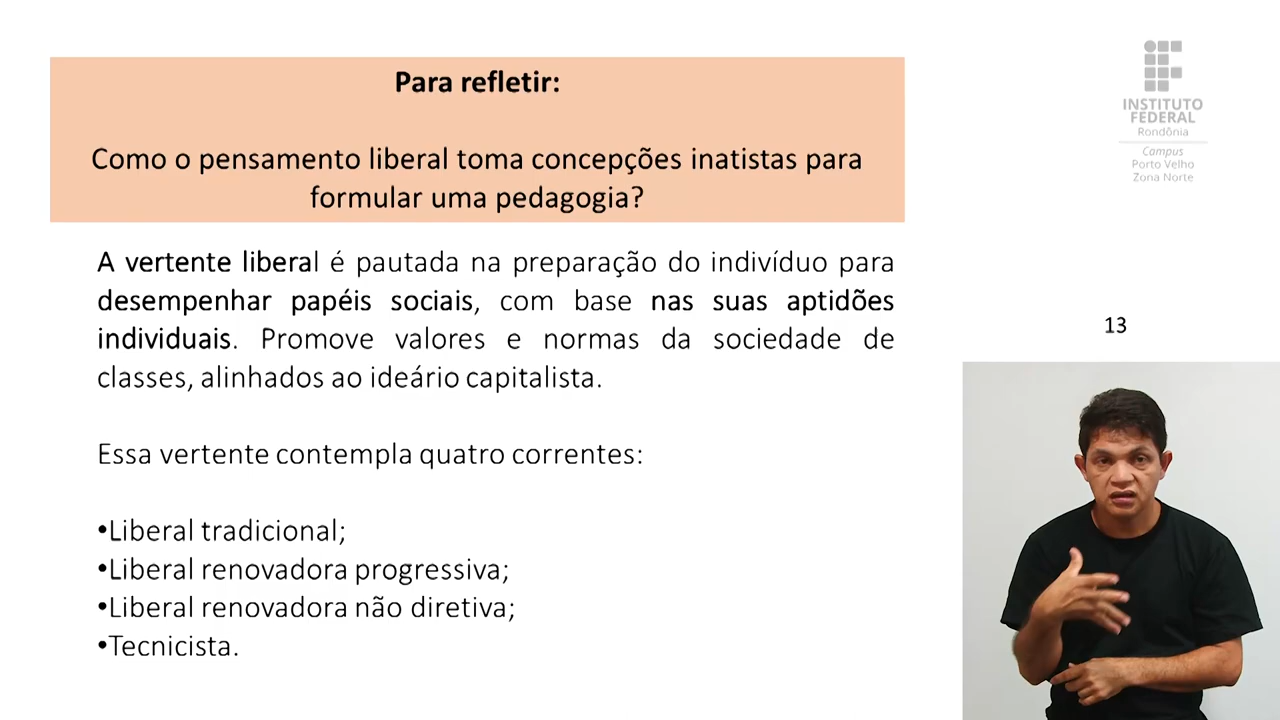 Para refletir:
Como o pensamento liberal toma concepções inatistas para
formular uma pedagogia?
A vertente liberal é pautada na preparação do indivíduo para
desempenhar papéis sociais, com base nas suas aptidões
individuais. Promove valores e normas da sociedade de
classes, alinhados ao ideário capitalista.
Essa vertente contempla quatro correntes:
•Liberal tradicional;
•Liberal renovadora progressiva;
•Liberal renovadora não diretiva;
•Tecnicista.
INSTITUTO
FEDERAL
Rondônia
Campus
Porto Velho
Zona Norte
13